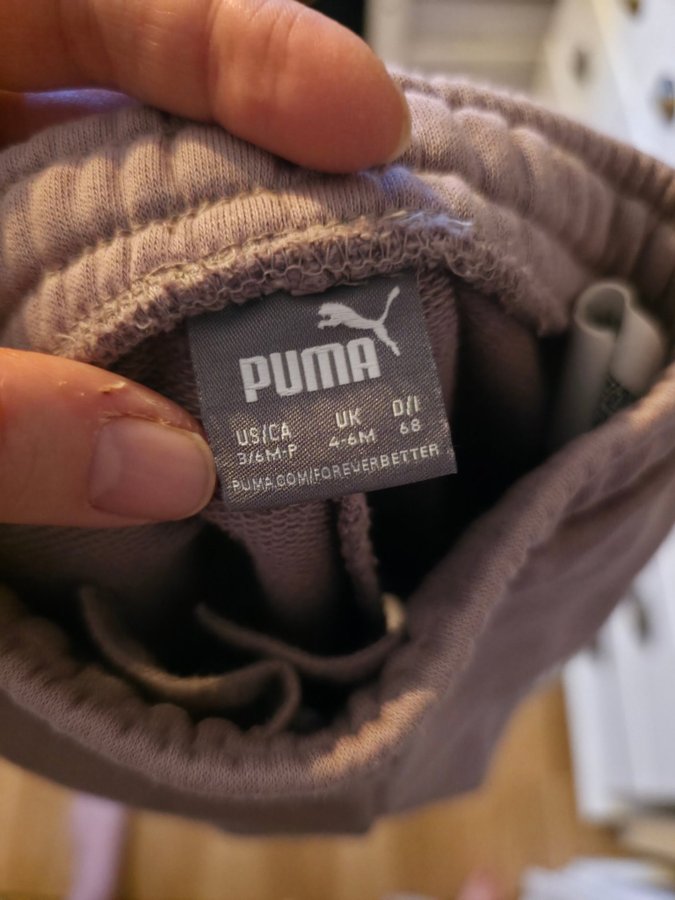 PUMA
US/CA UK D/I
3/6M-P 4-6M 68
PUMA.COM/FOREVERBETTER